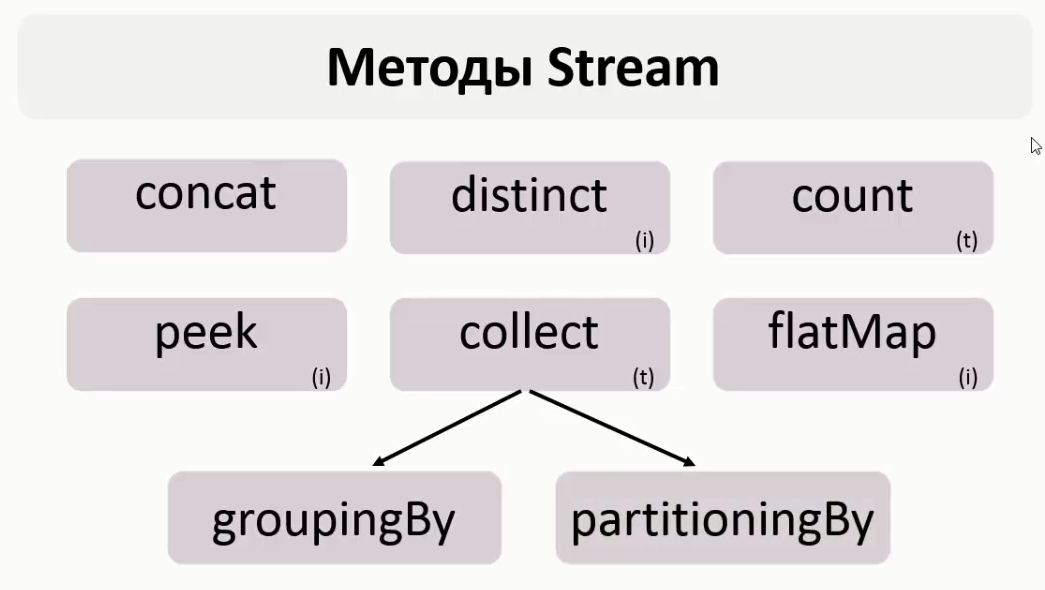 Методы Stream
concat
distinct
(i)
count
(t)
peek
(i)
collect
(t)
flatMap
(i)
groupingBy
partitioningBy